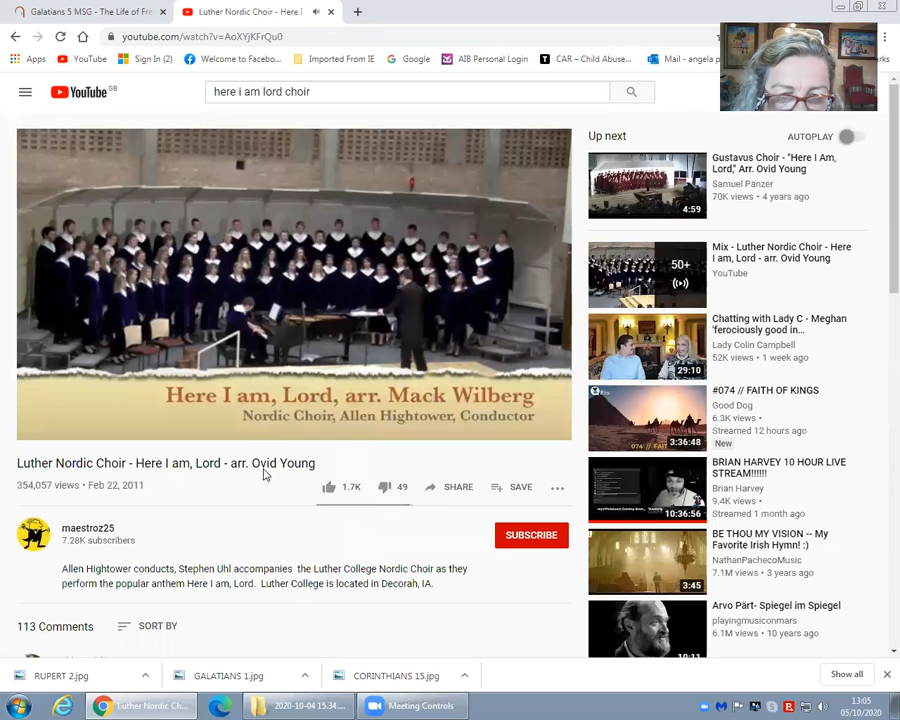 Galatians 5 MSG - The Life of Fre
Luther Nordic Choir - Here I
youtube.com/watch?v=AoXYjKFrQu0
Apps
YouTube
Sign In (2)
Welcome to Facebo...
Imported From IE
Google
AIB Personal Login
CAR – Child Abuse...
Mail - angela p
arks
YouTube GB
here i am lord choir
Up next
AUTOPLAY
Gustavus Choir - "Here I Am,
Lord," Arr. Ovid Young
Samuel Panzer
70K views • 4 years ago
4:59
Mix - Luther Nordic Choir - Here
I am, Lord - arr. Ovid Young
YouTube
50+
Chatting with Lady C - Meghan
'ferociously good in...
Lady Colin Campbell
52K views • 1 week ago
29:10
#074 // FAITH OF KINGS
Good Dog
6.3K views •
Streamed 12 hours ago
New
074 // FAITH
3:36:48
BRIAN HARVEY 10 HOUR LIVE
STREAM!!!!!!
Brian Harvey
9.4K views •
Streamed 1 month ago
10:36:56
BE THOU MY VISION -- My
Favorite Irish Hymn! :)
NathanPachecoMusic
7.1M views • 3 years ago
3:45
Arvo Pärt- Spiegel im Spiegel
playingmusiconmars
6.1M views • 10 years ago
10:11
Here I am, Lord, arr. Mack Wilberg
Nordic Choir, Allen Hightower, Conductor
Luther Nordic Choir - Here I am, Lord - arr. Ovid Young
354,057 views • Feb 22, 2011
1.7K
49
SHARE
SAVE
maestroz25
7.28K subscribers
SUBSCRIBE
Allen Hightower conducts, Stephen Uhl accompanies the Luther College Nordic Choir as they
perform the popular anthem Here I am, Lord. Luther College is located in Decorah, IA.
113 Comments
SORT BY
RUPERT 2.jpg
GALATIANS 1.jpg
CORINTHIANS 15.jpg
Show all
Luther Nordic Ch...
2020-10-04 15.34....
Meeting Controls
13:05
05/10/2020